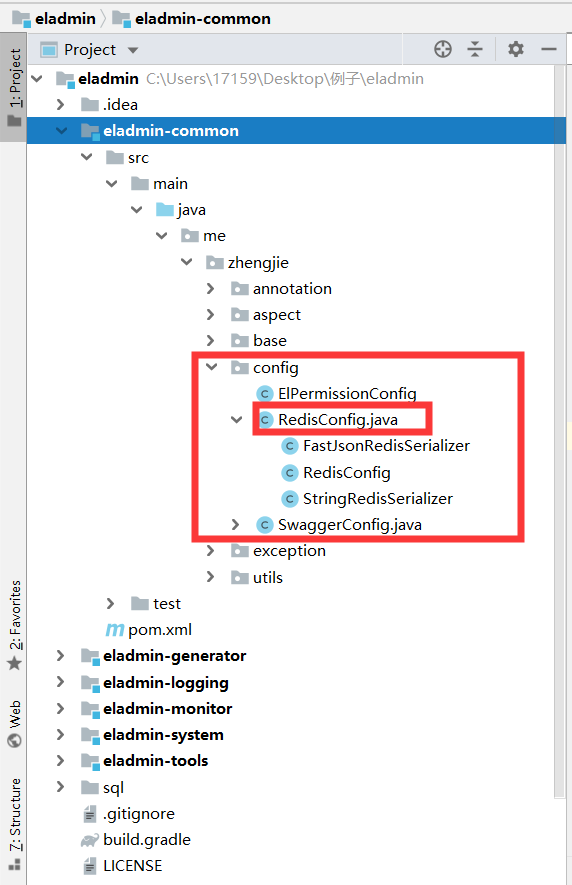 eladmin eladmin-common
Project
eladmin C:\Users\17159\Desktop\例子\eladmin
.idea
eladmin-common
src
main
java
me
zhengjie
annotation
aspect
base
config
ElPermissionConfig
RedisConfig.java
FastJsonRedisSerializer
RedisConfig
StringRedisSerializer
SwaggerConfig.java
exception
utils
test
pom.xml
eladmin-generator
eladmin-logging
eladmin-monitor
eladmin-system
eladmin-tools
sql
.gitignore
build.gradle
LICENSE
1: Project
2: Favorites
Web
7: Structure